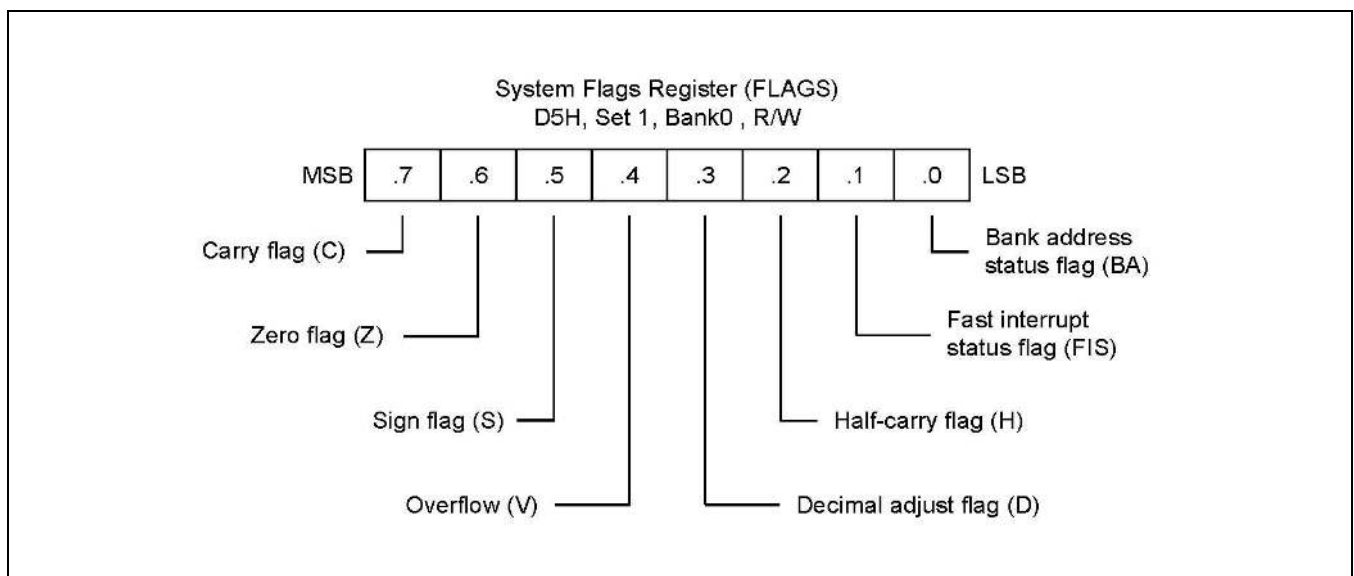 System Flags Register (FLAGS)
D5H, Set 1, Bank0 , R/W
MSB .7 .6 .5 .4 .3 .2 .1 .0 LSB
Carry flag (C)
Bank address
status flag (BA)
Zero flag (Z)
Fast interrupt
status flag (FIS)
Sign flag (S)
Half-carry flag (H)
Overflow (V)
Decimal adjust flag (D)